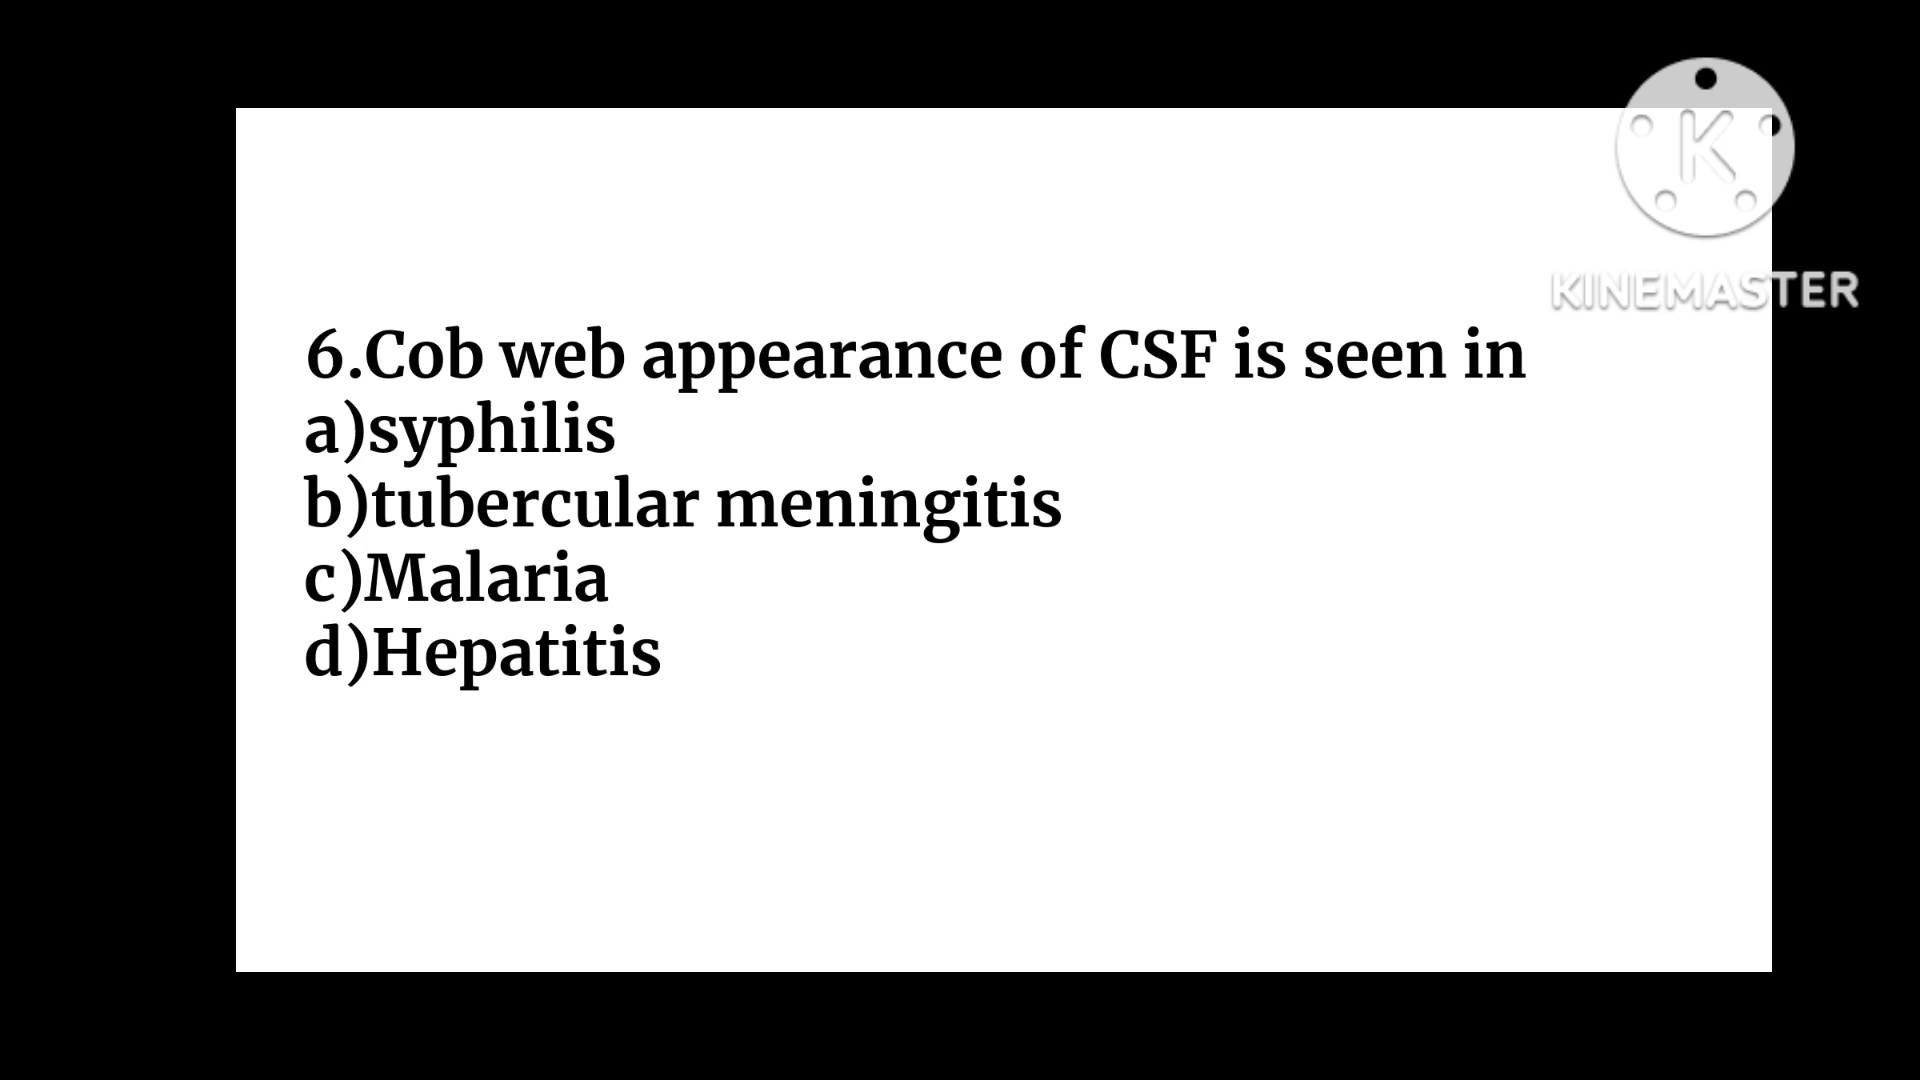 K
KINEMASTER
6.Cob web appearance of CSF is seen in
a)syphilis
b)tubercular meningitis
c)Malaria
d)Hepatitis